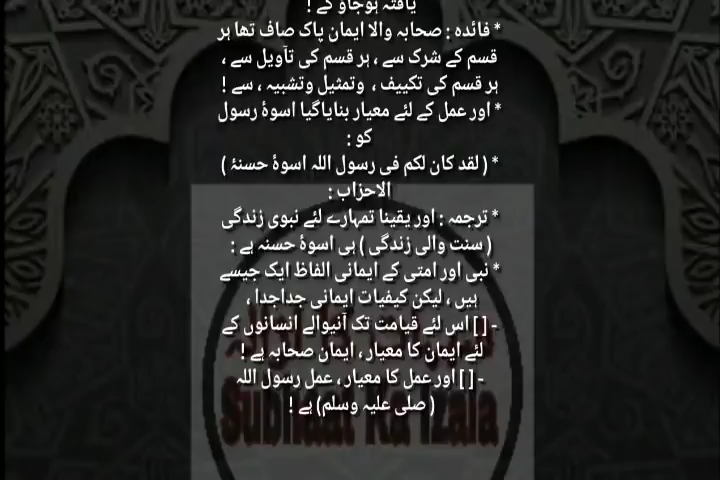 یافتہ ہوجاؤ گے !
* فائدہ : صحابہ والا ایمان پاک صاف تھا ہر
قسم کے شرک سے ، ہر قسم کی تآویل سے ،
ہر قسم کی تکییف ، وتمثیل وتشبیہ ، سے !
* اور عمل کے لئے معیار بنایاگیا اسوۂ رسول
کو :
* ( لقد کان لکم فی رسول اللہ اسوۂ حسنۂ )
الاحزاب :
* ترجمہ : اور یقینا تمہارے لئے نبوی زندگی
( سنت والی زندگی ) ہی اسوۂ حسنہ ہے :
* نبی اور امتی کے ایمانی الفاظ ایک جیسے
ہیں ، لیکن کیفیات ایمانی جداجدا ،
- [ ] اس لئے قیامت تک آنیوالے انسانوں کے
لئے ایمان کا معیار ، ایمان صحابہ ہے !
- [ ] اور عمل کا معیار ، عمل رسول اللہ
( صلی علیہ وسلم) ہے !
Ka Izala